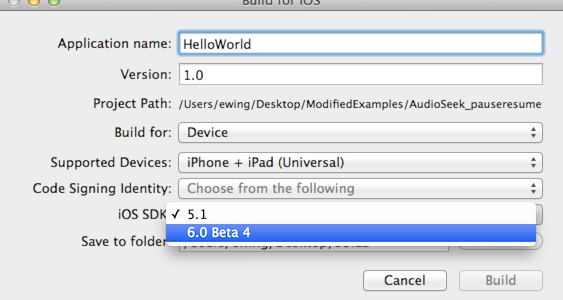 Build for iOS
Application name: HelloWorld
Version: 1.0
Project Path: /Users/ewing/Desktop/ModifiedExamples/AudioSeek_pauseresume
Build for: Device
Supported Devices: iPhone + iPad (Universal)
Code Signing Identity: Choose from the following
iOS SDK ✓ 5.1
6.0 Beta 4
Save to folder
Cancel Build